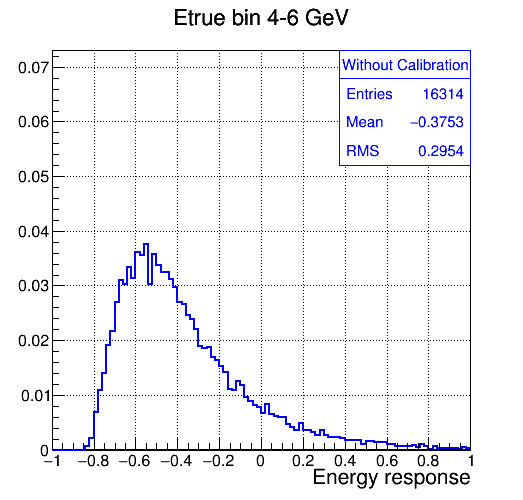 Etrue bin 4-6 GeV
Without Calibration
Entries 16314
Mean −0.3753
RMS 0.2954
0.07
0.06
0.05
0.04
0.03
0.02
0.01
0
−1 −0.8 −0.6 −0.4 −0.2 0 0.2 0.4 0.6 0.8 1
Energy response